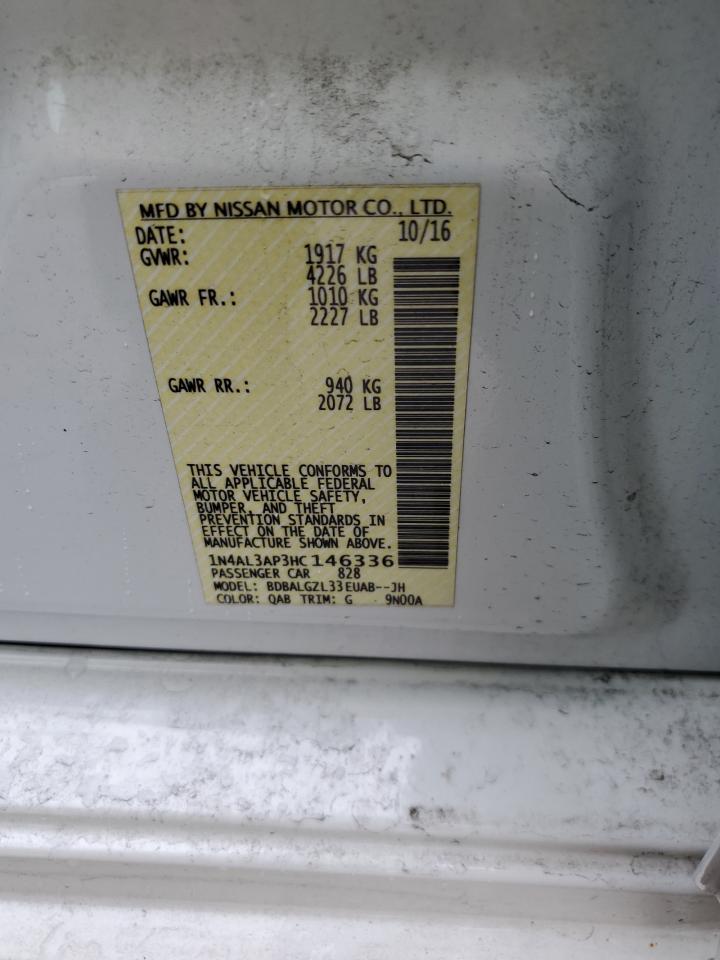 MFD BY NISSAN MOTOR CO., LTD.
DATE: 10/16
GVWR: 1917 KG
4226 LB
GAWR FR.: 1010 KG
2227 LB
GAWR RR.: 940 KG
2072 LB
THIS VEHICLE CONFORMS TO
ALL APPLICABLE FEDERAL
MOTOR VEHICLE SAFETY,
BUMPER, AND THEFT
PREVENTION STANDARDS IN
EFFECT ON THE DATE OF
MANUFACTURE SHOWN ABOVE.
1N4AL3AP3HC146336
PASSENGER CAR 828
MODEL: BDBALGZL33EUAB--JH
COLOR: QAB TRIM: G 9N00A